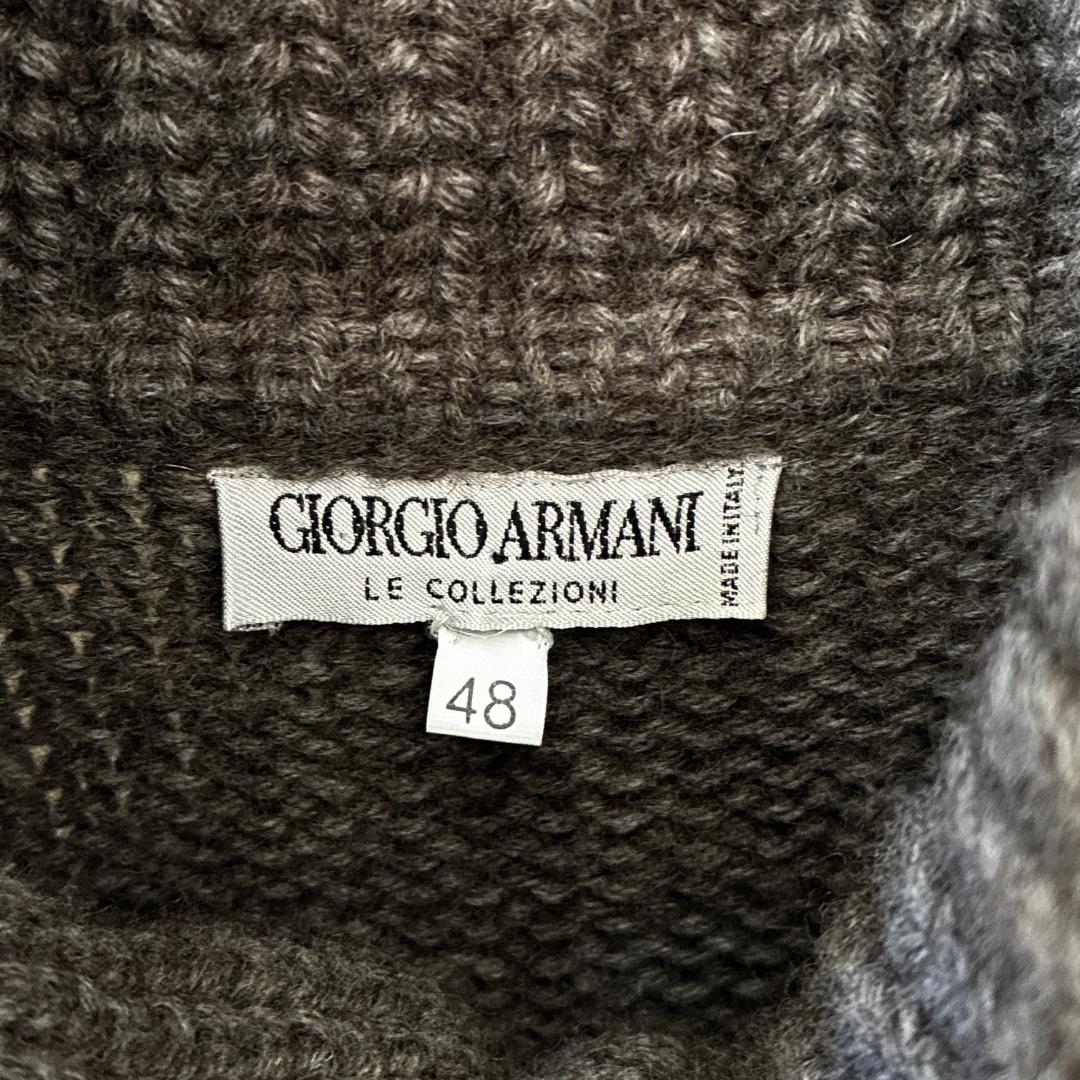 GIORGIO ARMANI
LE COLLEZIONI
MADE IN ITALY
48